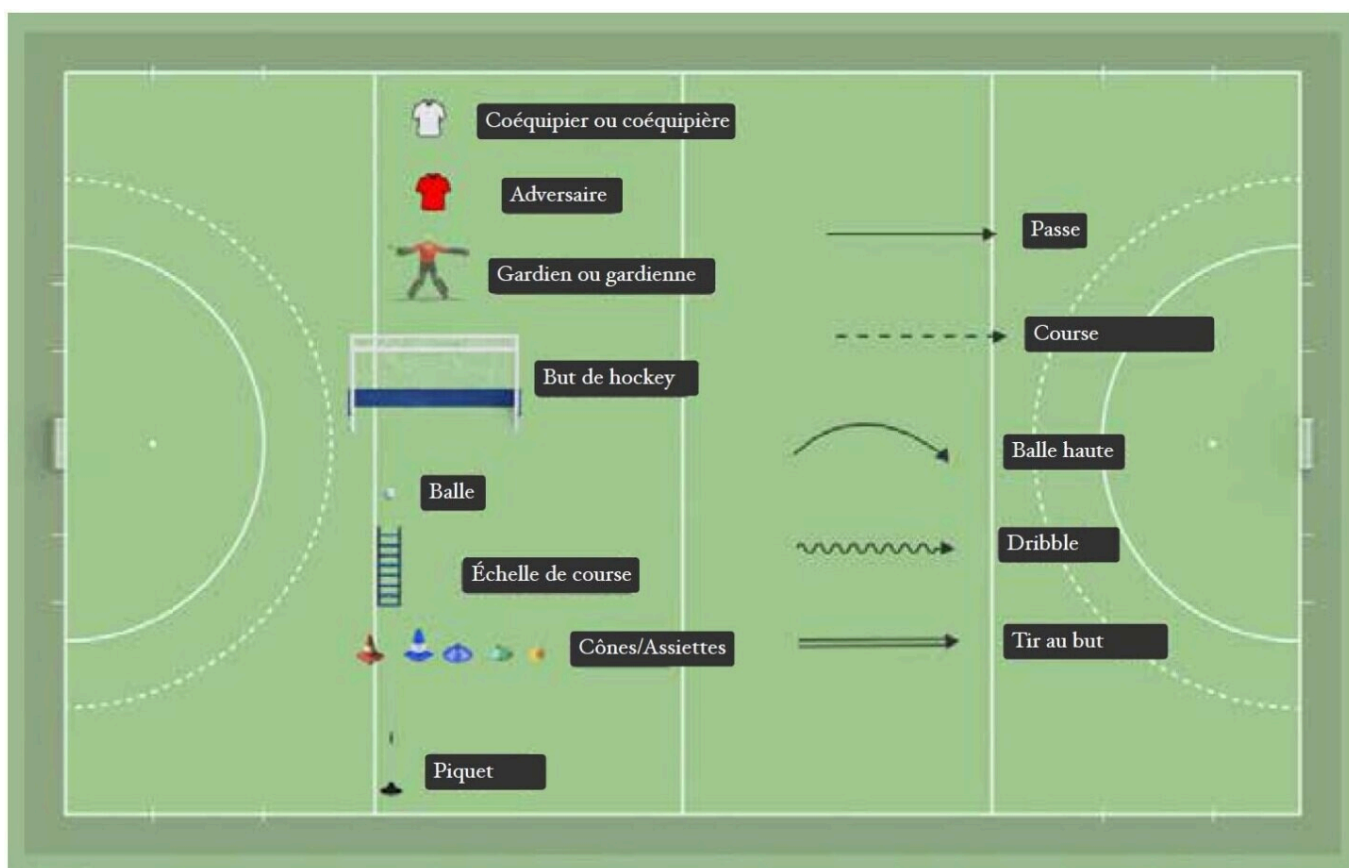 Coéquipier ou coéquipière
Adversaire
Gardien ou gardienne
But de hockey
Balle
Échelle de course
Cônes/Assiettes
Piquet
Passe
Course
Balle haute
Dribble
Tir au but